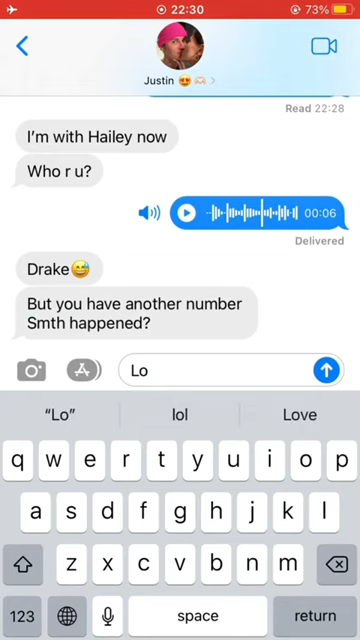 22:30
73%
Justin 😍🫶🏻 >
Read 22:28
I'm with Hailey now
Who r u?
00:06
Delivered
Drake😅
But you have another number
Smth happened?
Lo
“Lo” lol Love
q w e r t y u i o p
a s d f g h j k l
z x c v b n m
123 space return